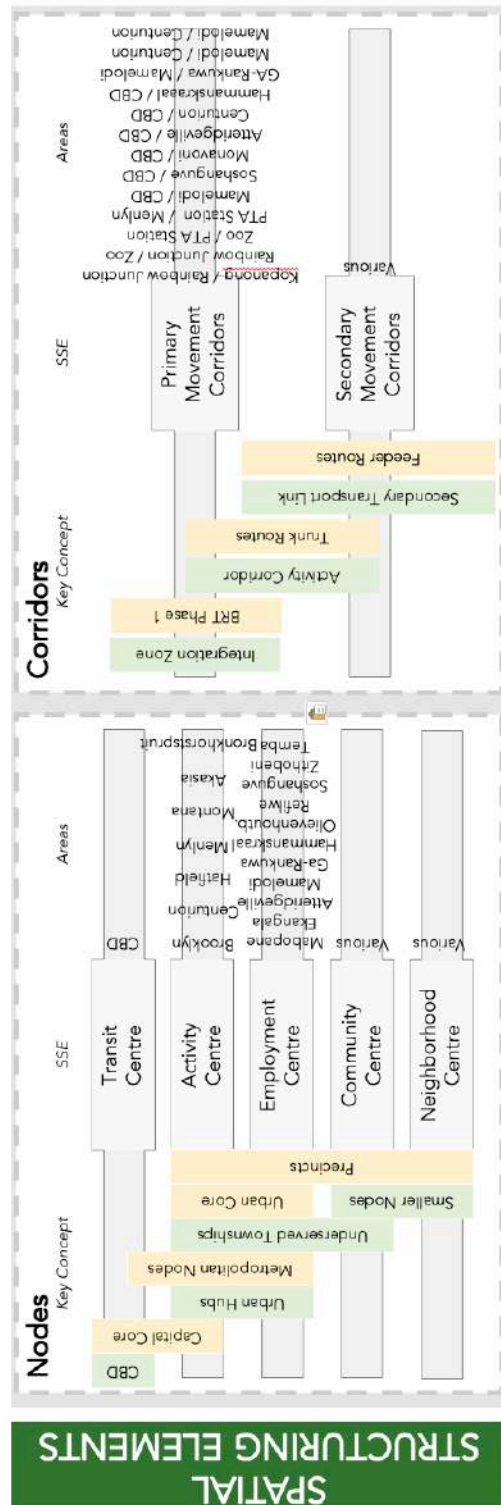 SPATIAL
STRUCTURING ELEMENTS
Nodes
Key Concept
SSE
Areas
CBD
Capital Core
Urban Hubs
Metropolitan Nodes
Underserved Townships
Urban Core
Smaller Nodes
Precincts
Transit
Centre
CBD
Activity
Centre
Brooklyn
Centurion
Hatfield
Menlyn
Montana
Akasia
Bronkhorstspruit
Employment
Centre
Mabopane
Ekangala
Atteridgeville
Mamelodi
Ga-Rankuwa
Hammanskraal
Olievenhoutb.
Refilwe
Soshanguve
Zithobeni
Temba
Community
Centre
Various
Neighborhood
Centre
Various
Corridors
Key Concept
SSE
Areas
Integration Zone
BRT Phase 1
Activity Corridor
Trunk Routes
Secondary Transport Link
Feeder Routes
Primary
Movement
Corridors
Kopanong / Rainbow Junction
Rainbow Junction / Zoo
Zoo / PTA Station
PTA Station / Menlyn
Mamelodi / CBD
Soshanguve / CBD
Monavoni / CBD
Atteridgeville / CBD
Centurion / CBD
Hammanskraal / CBD
GA-Rankuwa / Mamelodi
Mamelodi / Centurion
Mamelodi / Centurion
Secondary
Movement
Corridors
Various